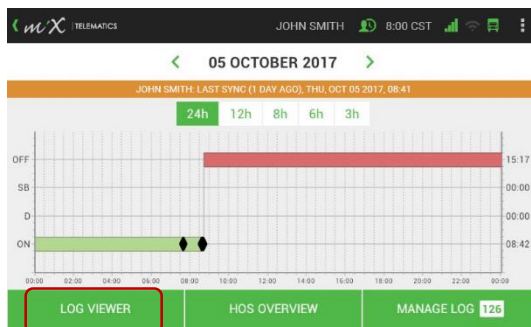 mix TELEMATICS JOHN SMITH 8:00 CST
05 OCTOBER 2017
JOHN SMITH: LAST SYNC (1 DAY AGO), THU, OCT 05 2017, 08:41
24h 12h 8h 6h 3h
OFF 15:17
SB 00:00
D 00:00
ON 08:42
00:00 02:00 04:00 06:00 08:00 10:00 12:00 14:00 16:00 18:00 20:00 22:00 00:00
LOG VIEWER HOS OVERVIEW MANAGE LOG 126